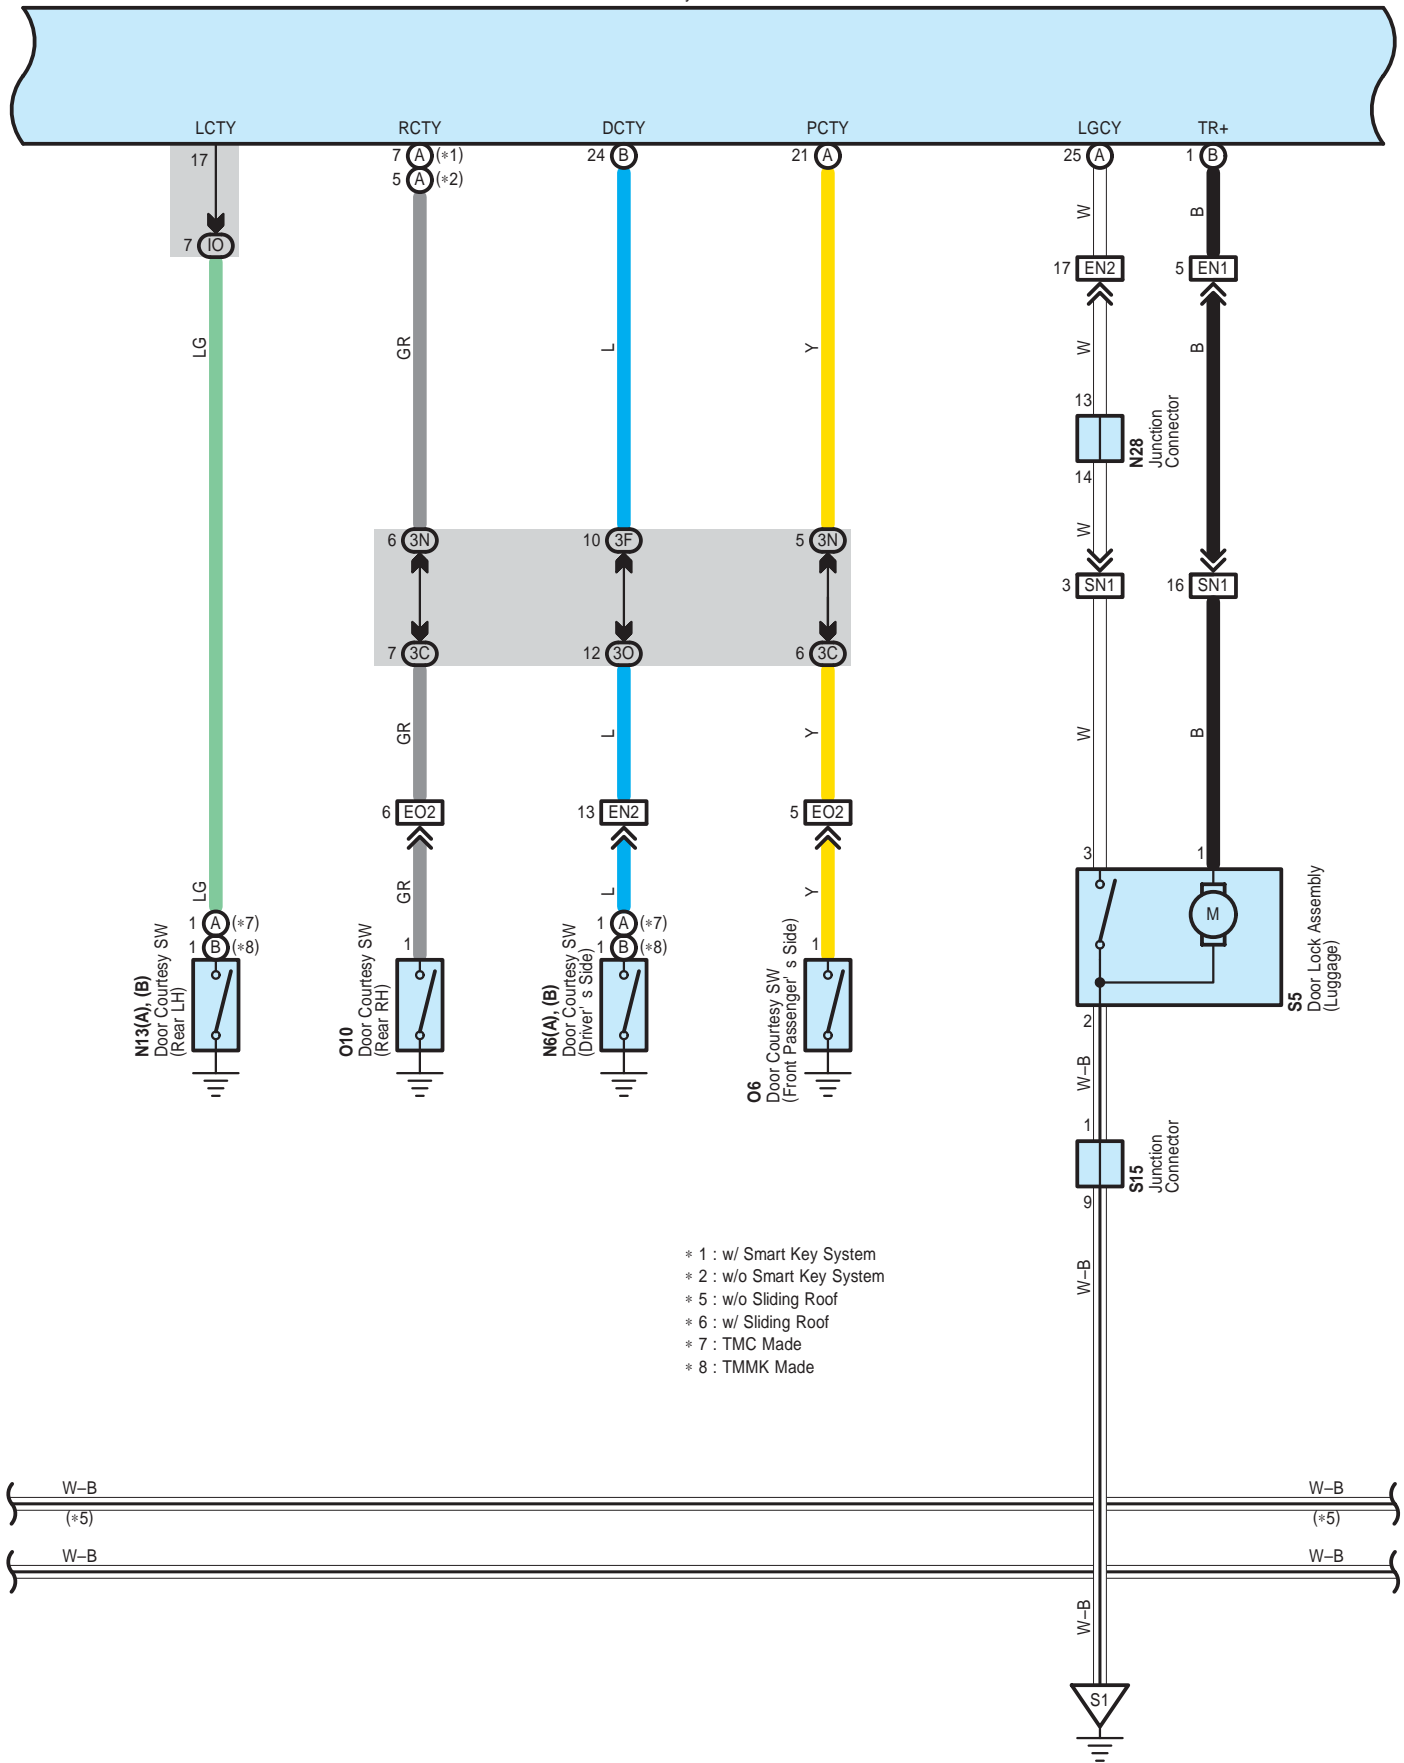 LCTY RCTY DCTY PCTY LGCY TR+
17 7 A (*1) 24 B 21 A 25 A 1 B
5 A (*2)
W B
7 IO
17 EN2 5 EN1
LG GR L Y W B
13
N28
Junction
Connector
14
W
6 3N 10 3F 5 3N
3 SN1 16 SN1
7 3C 12 3O 6 3C
GR L Y W B
6 EO2 13 EN2 5 EO2
3 1
LG GR L Y
M
S5
Door Lock Assembly
(Luggage)
1 A (*7) 1 A (*7)
1 B (*8) 1 1 B (*8) 1
N13(A), (B)
Door Courtesy SW
(Rear LH)
O10
Door Courtesy SW
(Rear RH)
N6(A), (B)
Door Courtesy SW
(Driver' s Side)
O6
Door Courtesy SW
(Front Passenger' s Side)
2
W–B
1
S15
Junction
Connector
9
W–B
* 1 : w/ Smart Key System
* 2 : w/o Smart Key System
* 5 : w/o Sliding Roof
* 6 : w/ Sliding Roof
* 7 : TMC Made
* 8 : TMMK Made
W–B W–B
(*5) (*5)
W–B W–B
W–B
S1